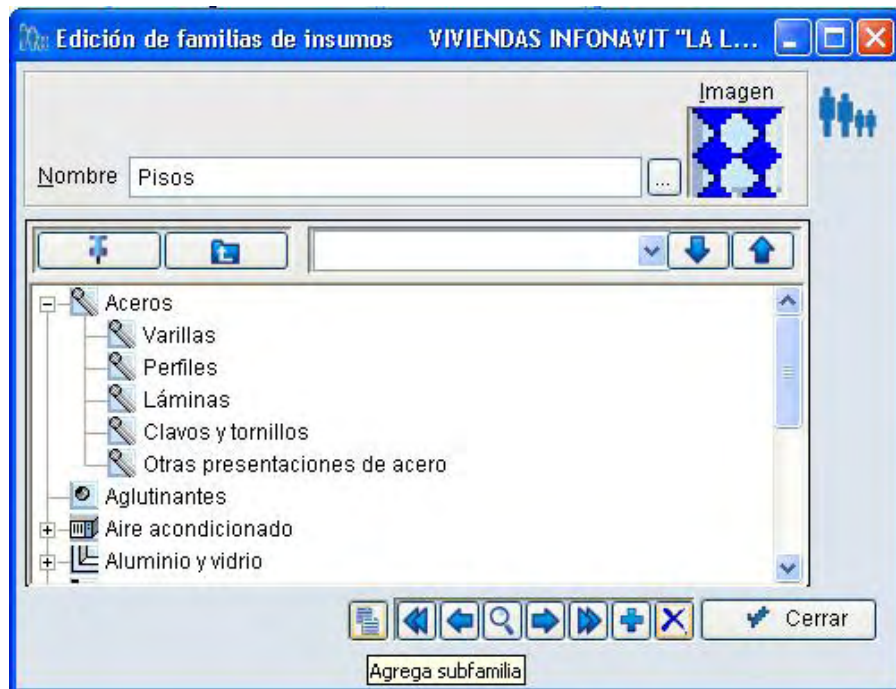 Edición de familias de insumos VIVIENDAS INFONAVIT "LA L...
Imagen
Nombre Pisos ...
Aceros
Varillas
Perfiles
Láminas
Clavos y tornillos
Otras presentaciones de acero
Aglutinantes
Aire acondicionado
Aluminio y vidrio
Cerrar
Agrega subfamilia